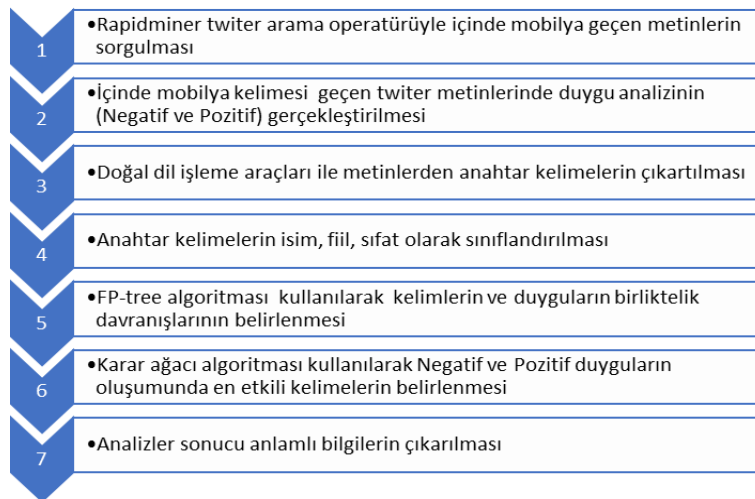 1
•Rapidminer twiter arama operatürüyle içinde mobilya geçen metinlerin
sorgulması
2
•İçinde mobilya kelimesi geçen twiter metinlerinde duygu analizinin
(Negatif ve Pozitif) gerçekleştirilmesi
3
•Doğal dil işleme araçları ile metinlerden anahtar kelimelerin çıkartılması
4
•Anahtar kelimelerin isim, fiil, sıfat olarak sınıflandırılması
5
•FP-tree algoritması kullanılarak kelimlerin ve duyguların birliktelik
davranışlarının belirlenmesi
6
•Karar ağacı algoritması kullanılarak Negatif ve Pozitif duyguların
oluşumunda en etkili kelimelerin belirlenmesi
7
•Analizler sonucu anlamlı bilgilerin çıkarılması